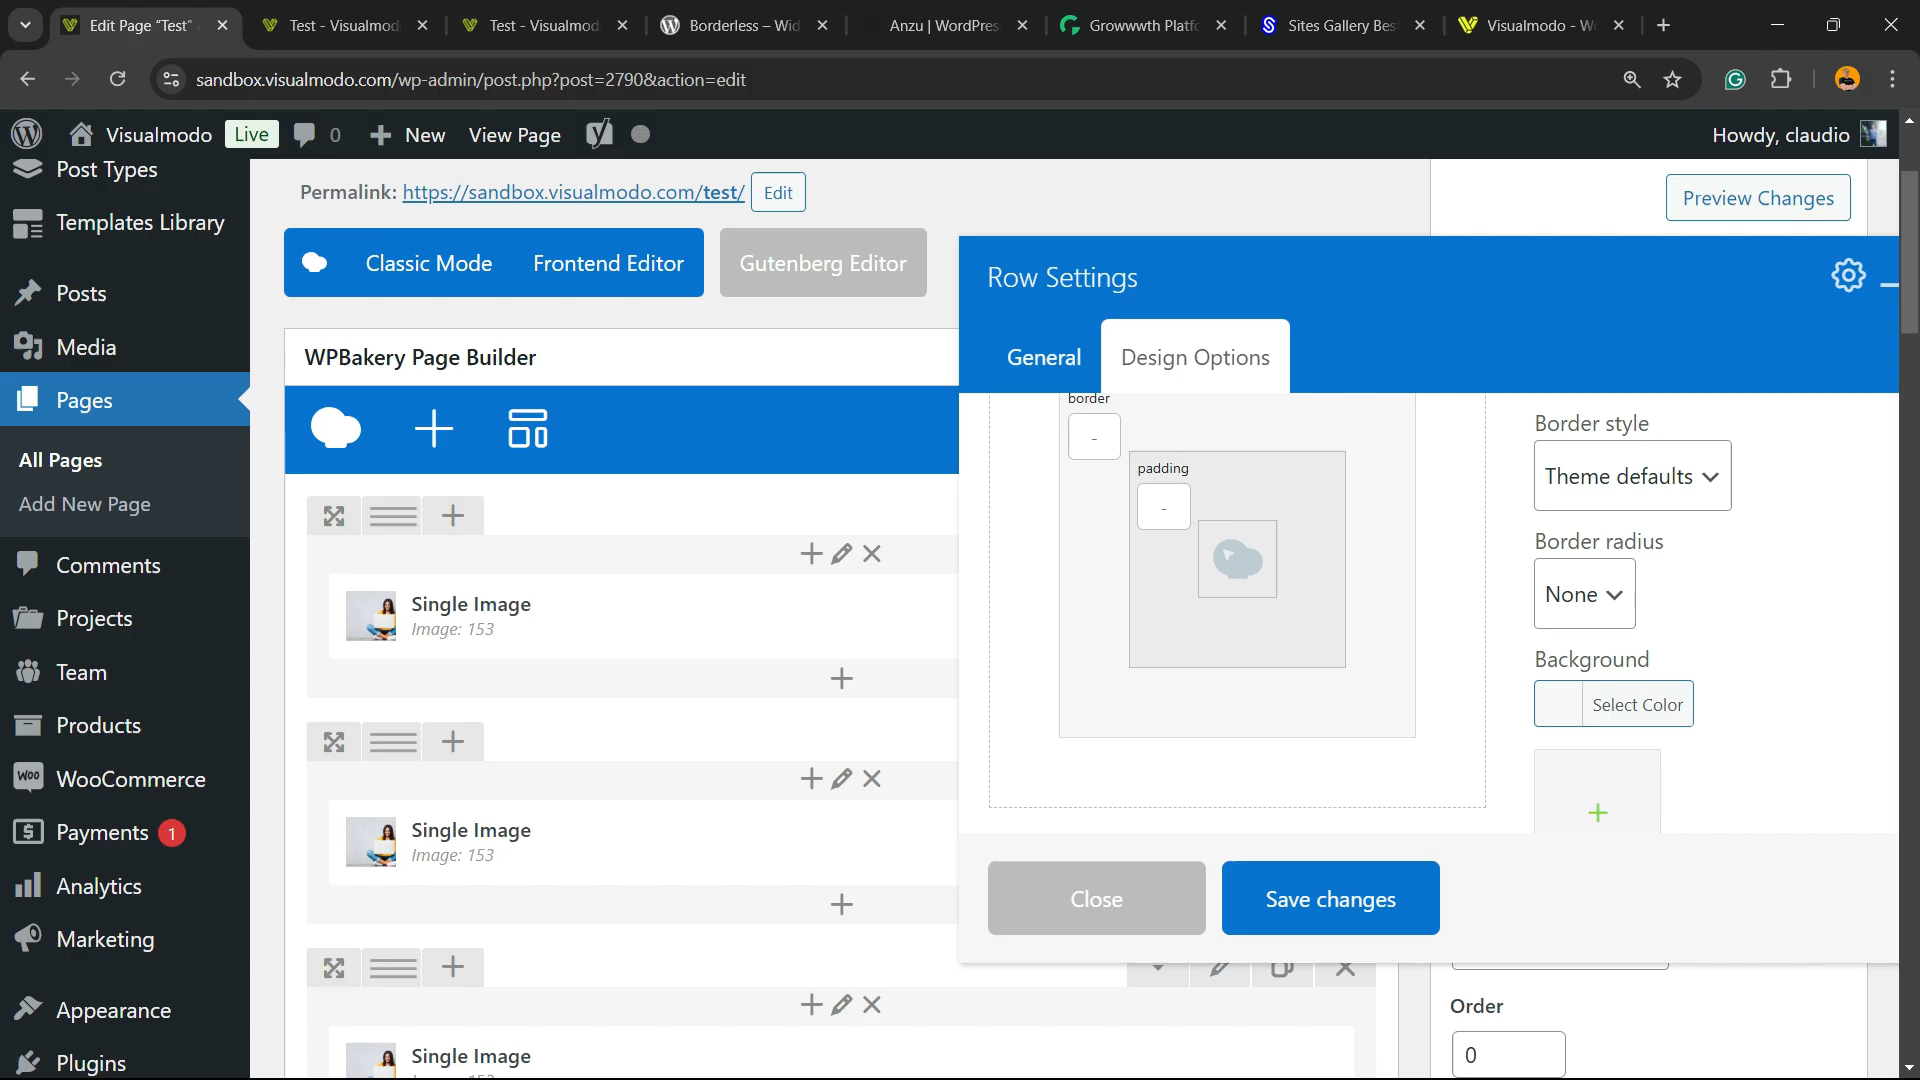 Edit Page “Test”
Test - Visualmod
Test - Visualmod
Borderless – Wid
Anzu | WordPres
Growwwth Platfo
Sites Gallery Bes
Visualmodo - Wo
sandbox.visualmodo.com/wp-admin/post.php?post=2790&action=edit
Visualmodo
Live
0
New
View Page
Howdy, claudio
Post Types
Templates Library
Posts
Media
Pages
All Pages
Add New Page
Comments
Projects
Team
Products
WooCommerce
Payments 1
Analytics
Marketing
Appearance
Plugins
Permalink: https://sandbox.visualmodo.com/test/ Edit
Preview Changes
Classic Mode
Frontend Editor
Gutenberg Editor
WPBakery Page Builder
Single Image
Image: 153
Single Image
Image: 153
Single Image
Row Settings
General
Design Options
border
-
padding
-
Border style
Theme defaults
Border radius
None
Background
Select Color
Close
Save changes
Order
0